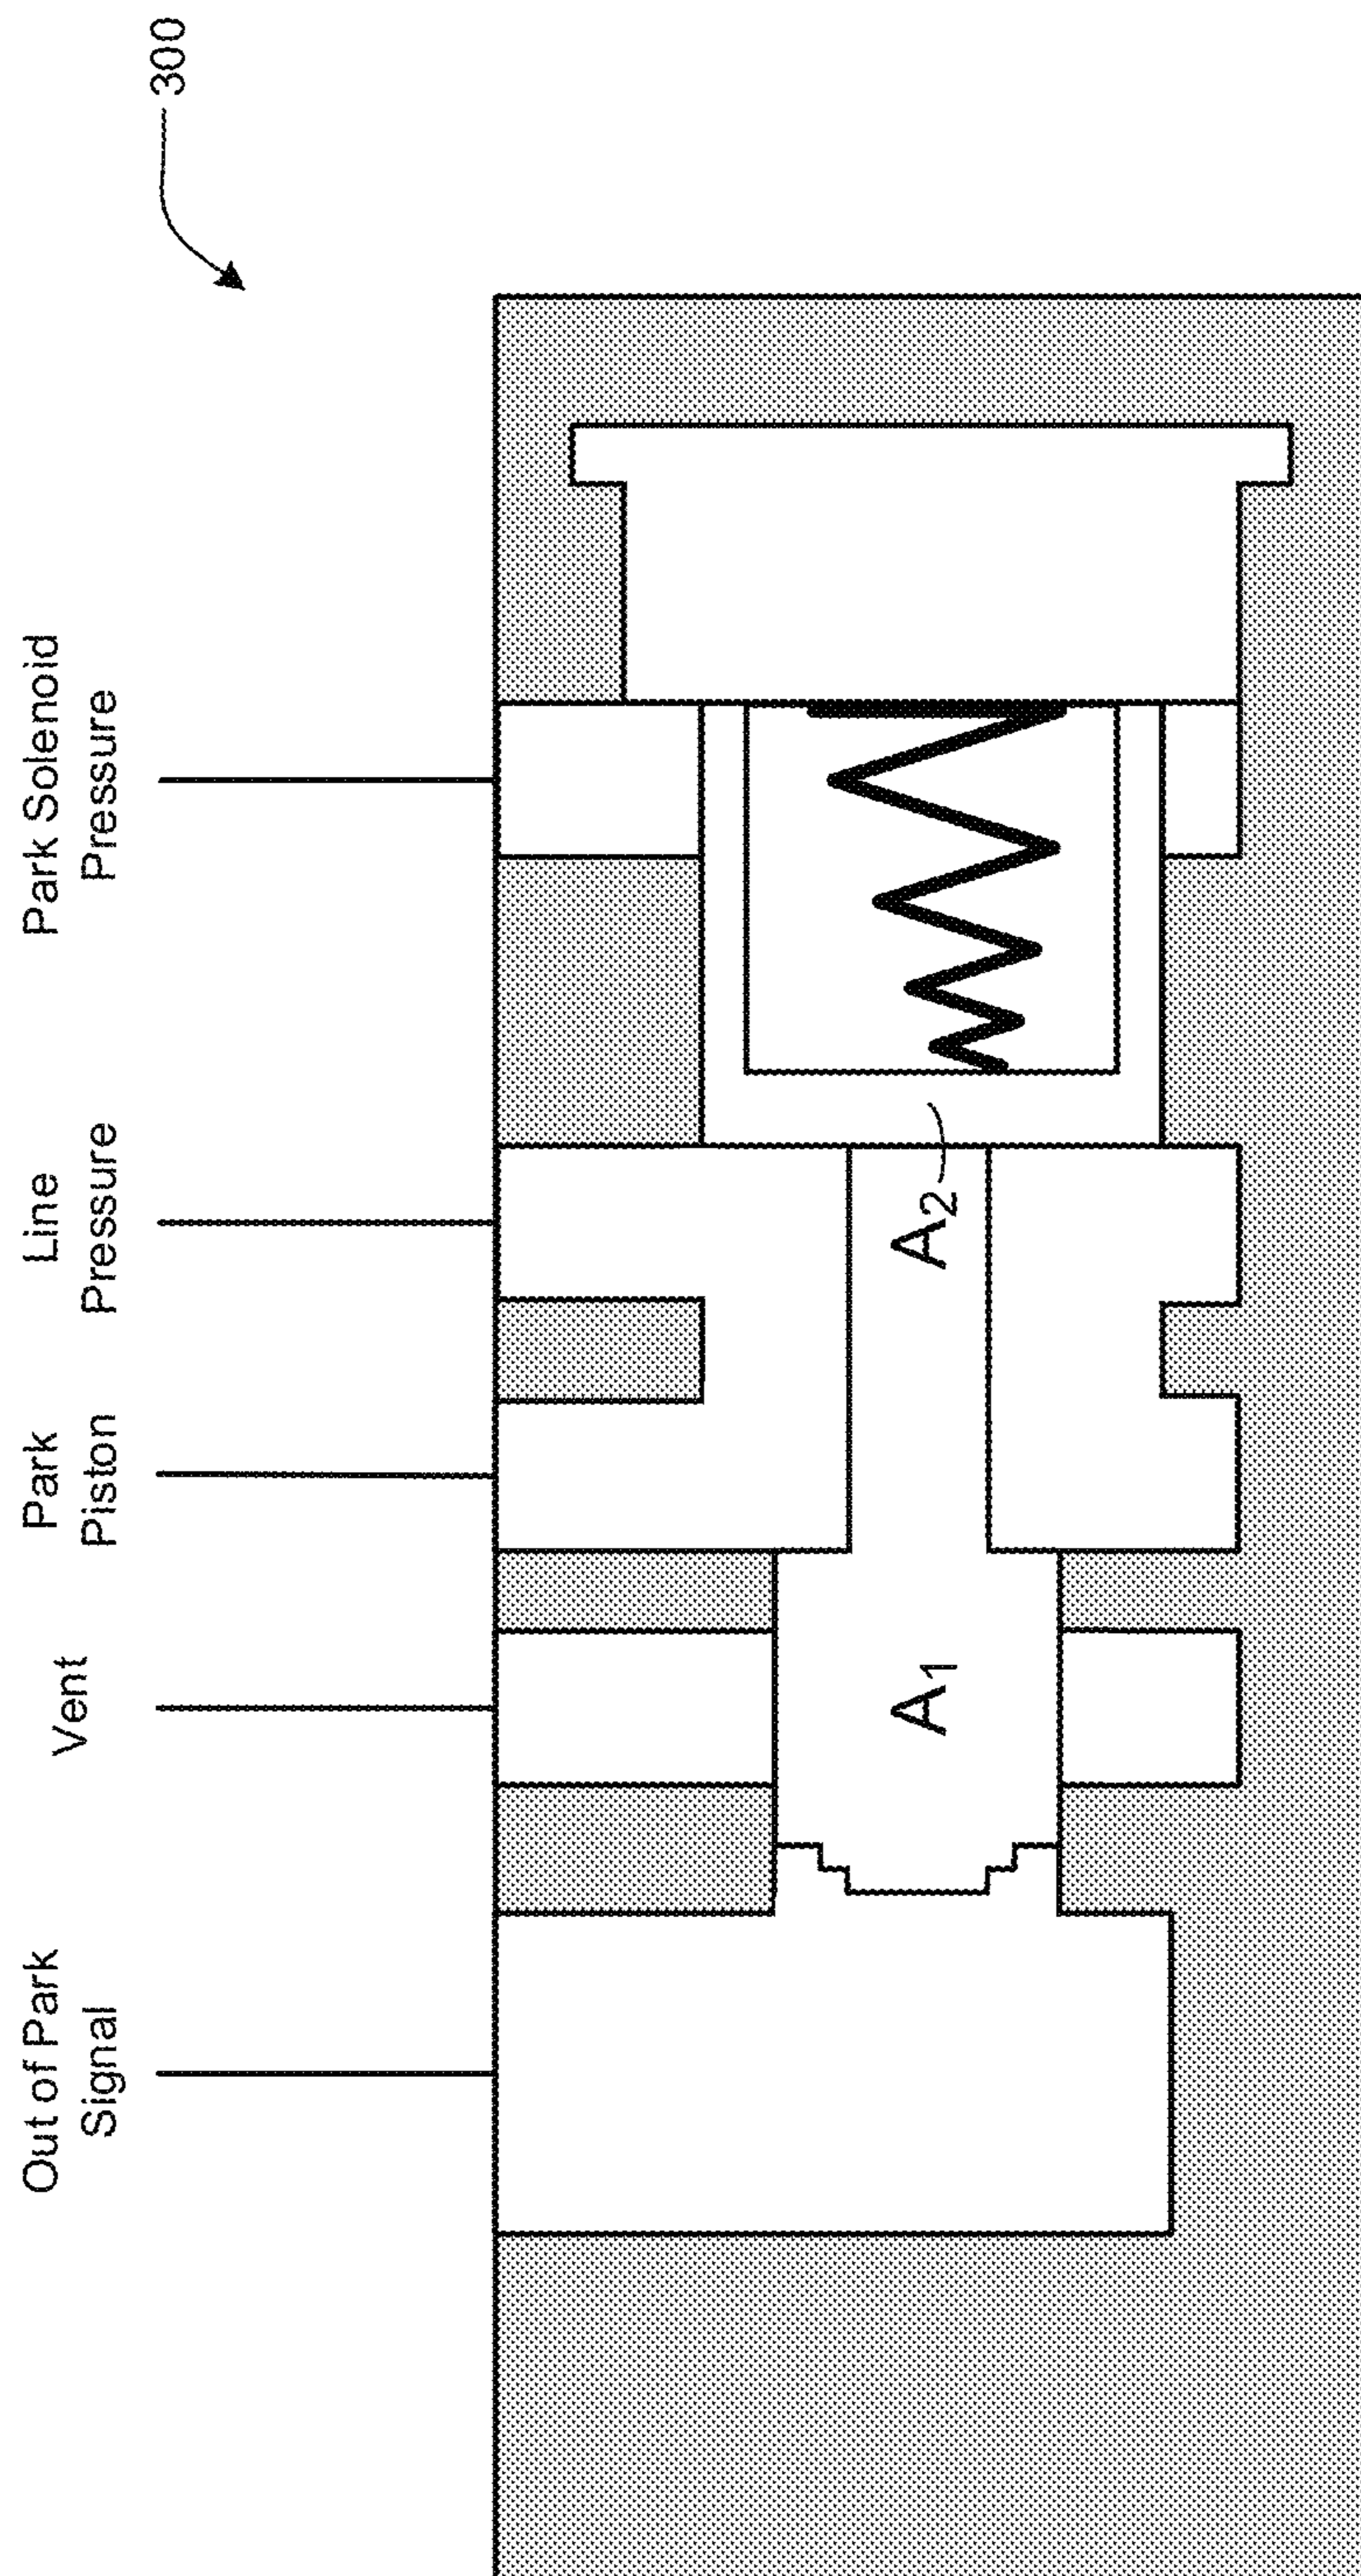 300
Out of Park
Signal
Vent
Park
Piston
Line
Pressure
Park Solenoid
Pressure
A1
A2